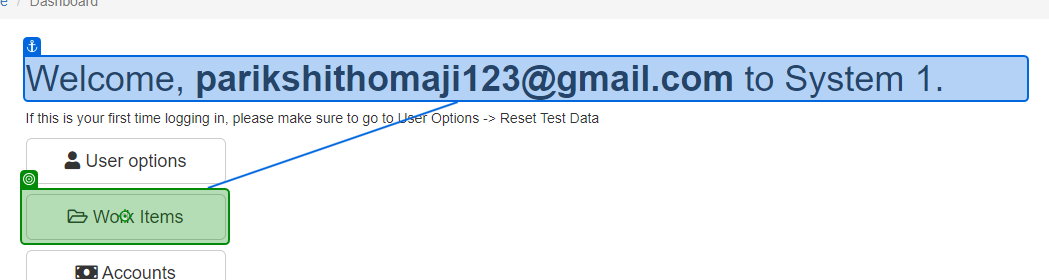 e / Dashboard
Welcome, parikshithomaji123@gmail.com to System 1.
If this is your first time logging in, please make sure to go to User Options -> Reset Test Data
User options
Work Items
Accounts